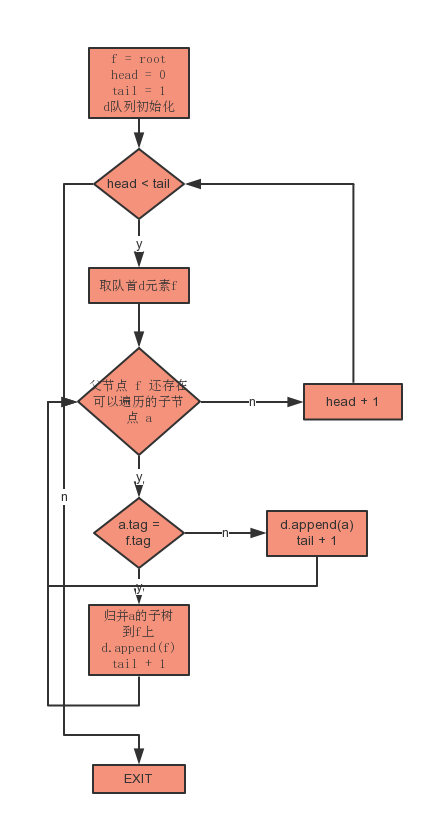 f = root
head = 0
tail = 1
d队列初始化
head < tail
y
取队首d元素f
父节点 f 还存在
可以遍历的子节
点 a
n
head + 1
y
n
a.tag =
f.tag
n
d.append(a)
tail + 1
y
归并a的子树
到f上
d.append(f)
tail + 1
EXIT